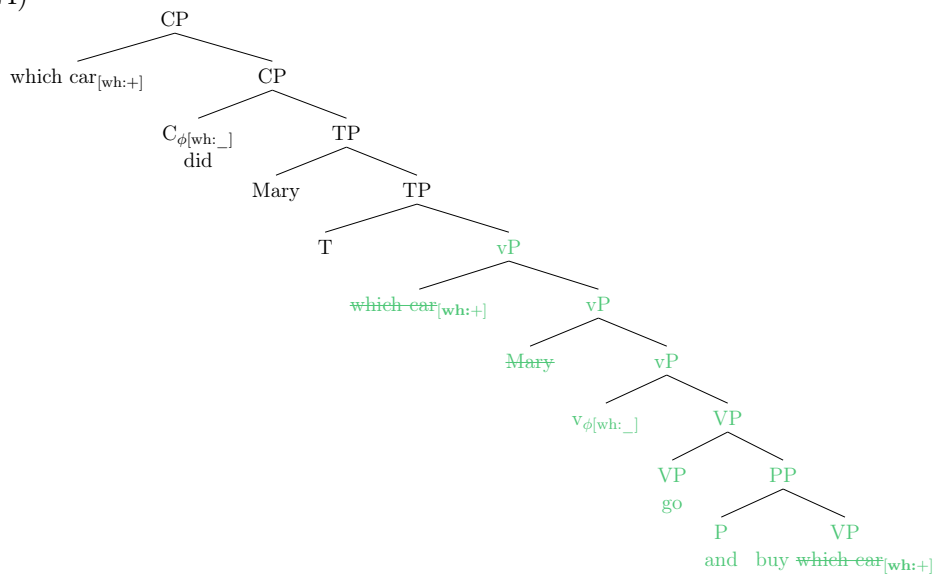 CP
which car[wh:+] CP
Cϕ[wh:_] TP
did
Mary TP
T vP
which car[wh:+] vP
Mary vP
vϕ[wh:_] VP
VP PP
go
P VP
and buy which car[wh:+]